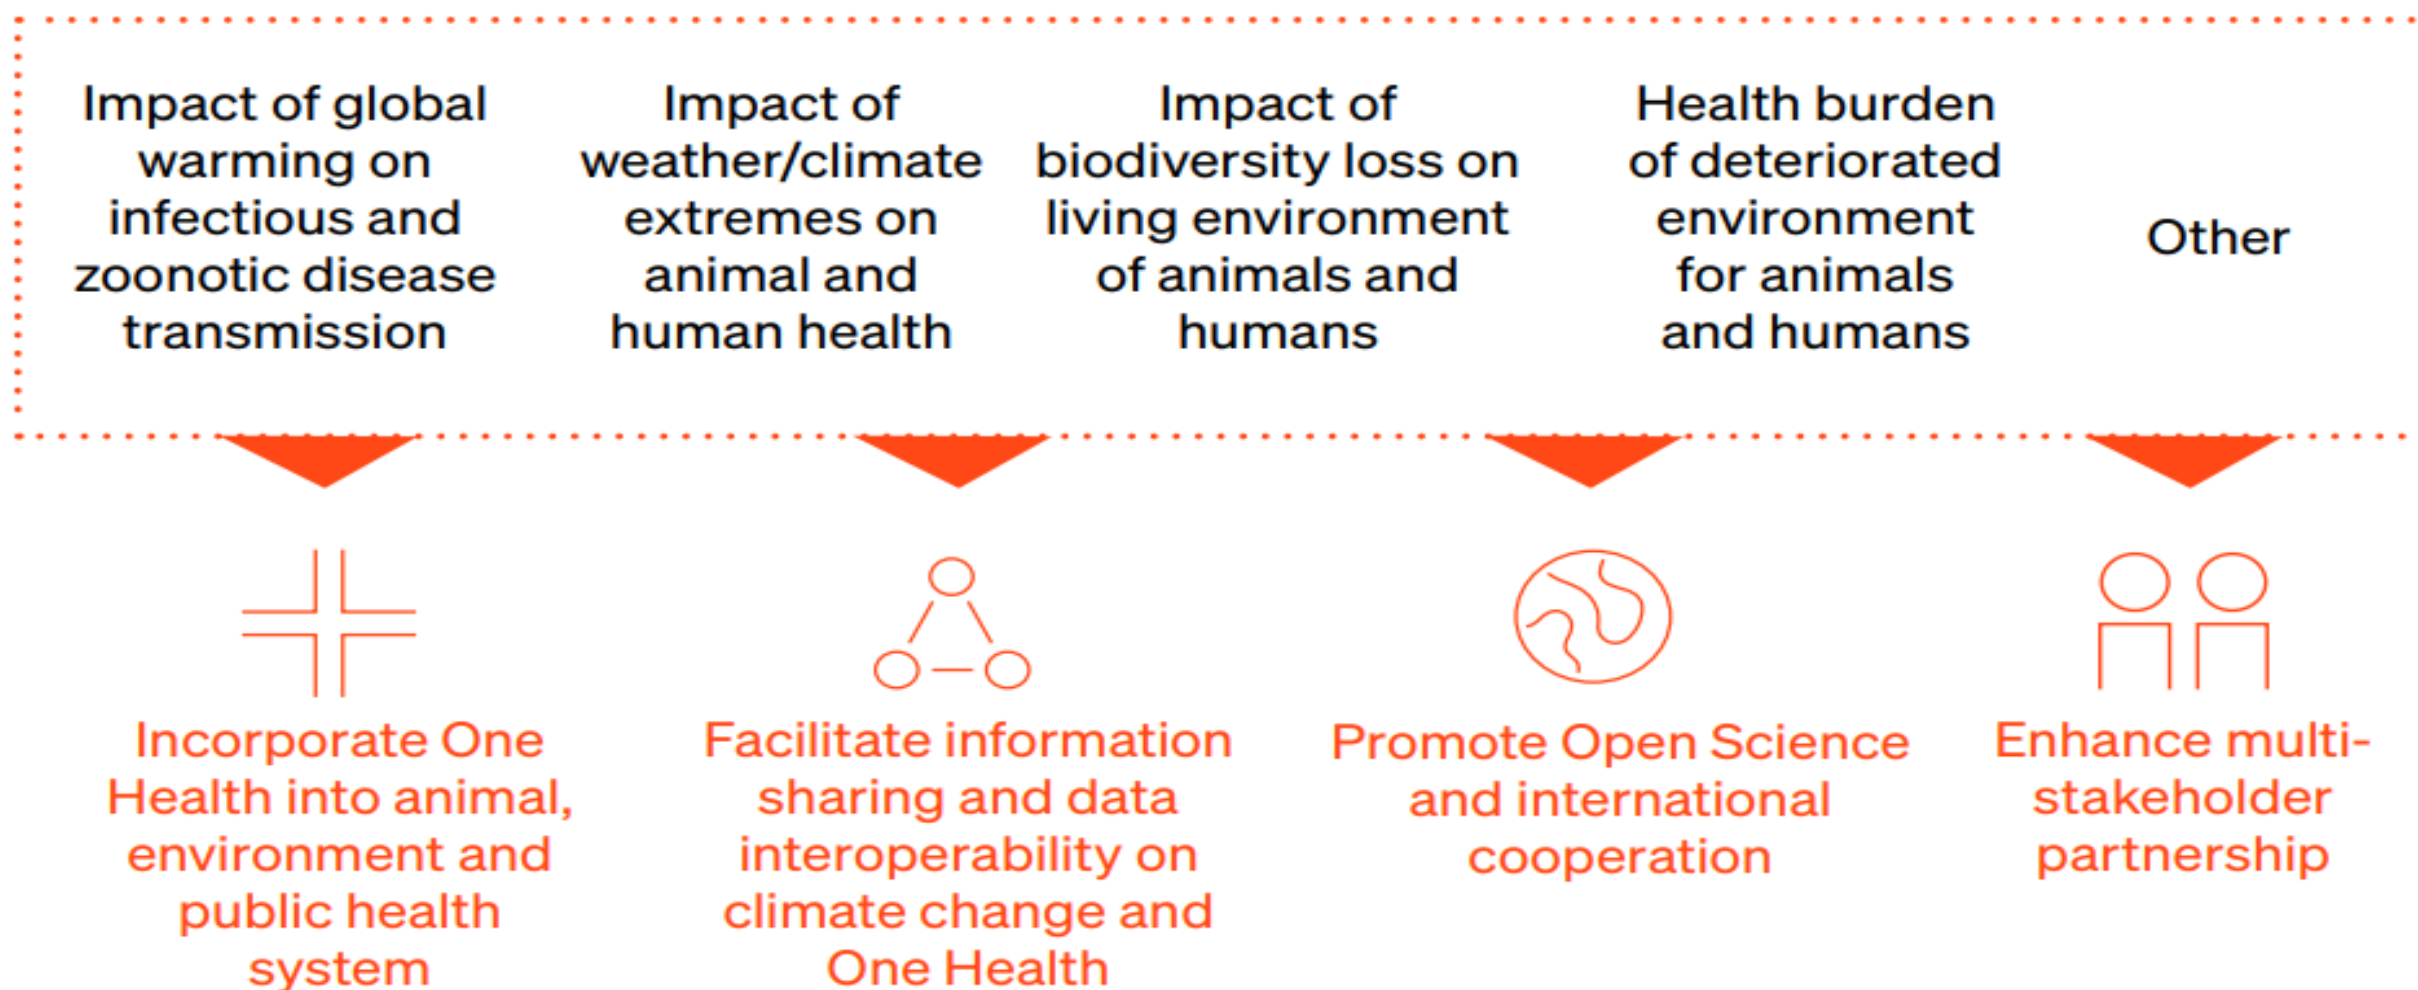 Impact of global
warming on
infectious and
zoonotic disease
transmission
Impact of
weather/climate
extremes on
animal and
human health
Impact of
biodiversity loss on
living environment
of animals and
humans
Health burden
of deteriorated
environment
for animals
and humans
Other
Incorporate One
Health into animal,
environment and
public health
system
Facilitate information
sharing and data
interoperability on
climate change and
One Health
Promote Open Science
and international
cooperation
Enhance multi-
stakeholder
partnership